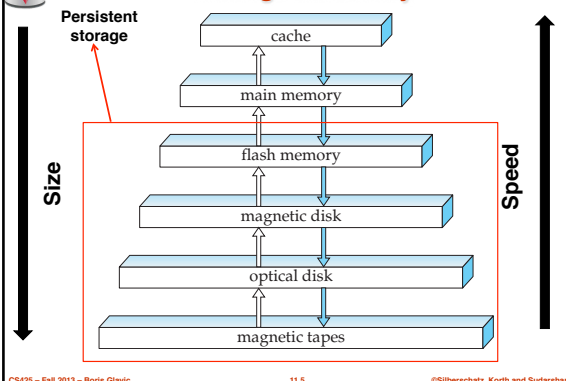 Persistent
storage
cache
main memory
flash memory
magnetic disk
optical disk
magnetic tapes
Size
Speed
CS425 – Fall 2013 – Boris Glavic
11.5
©Silberschatz, Korth and Sudarshan